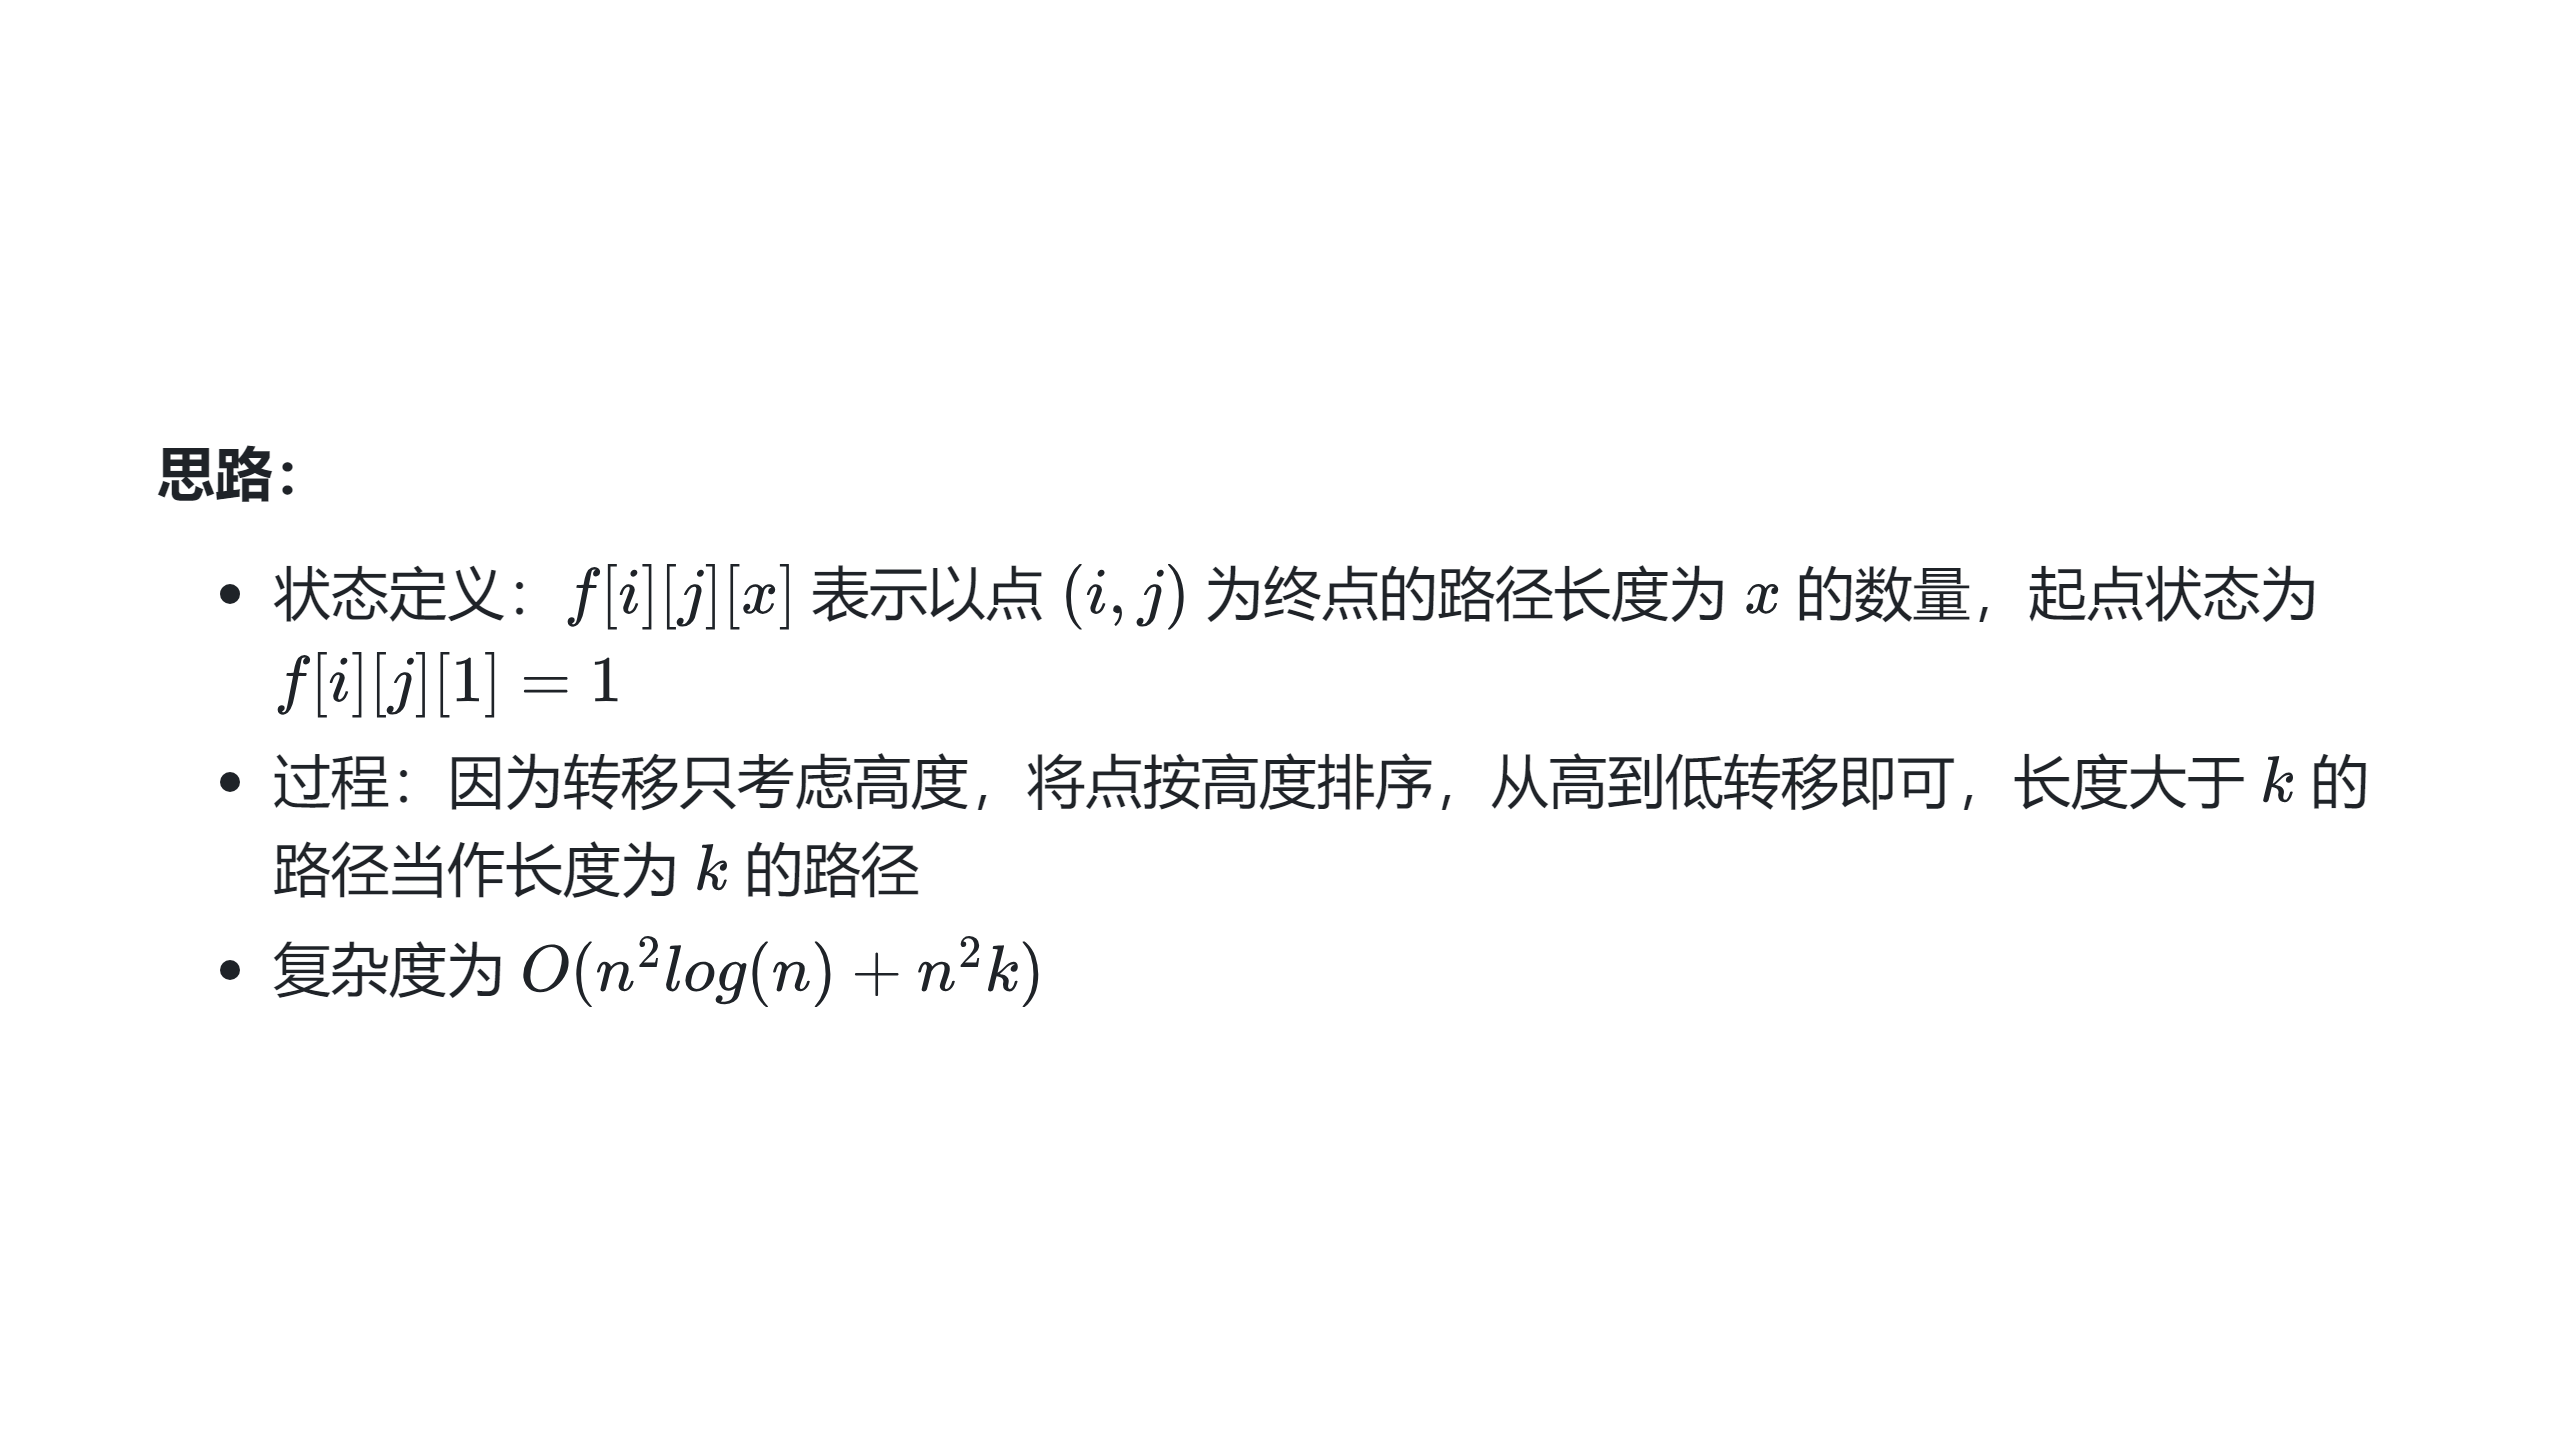 思路：
• 状态定义：f[i][j][x] 表示以点 (i, j) 为终点的路径长度为 x 的数量，起点状态为
f[i][j][1] = 1
• 过程：因为转移只考虑高度，将点按高度排序，从高到低转移即可，长度大于 k 的
路径当作长度为 k 的路径
• 复杂度为 O(n²log(n) + n²k)